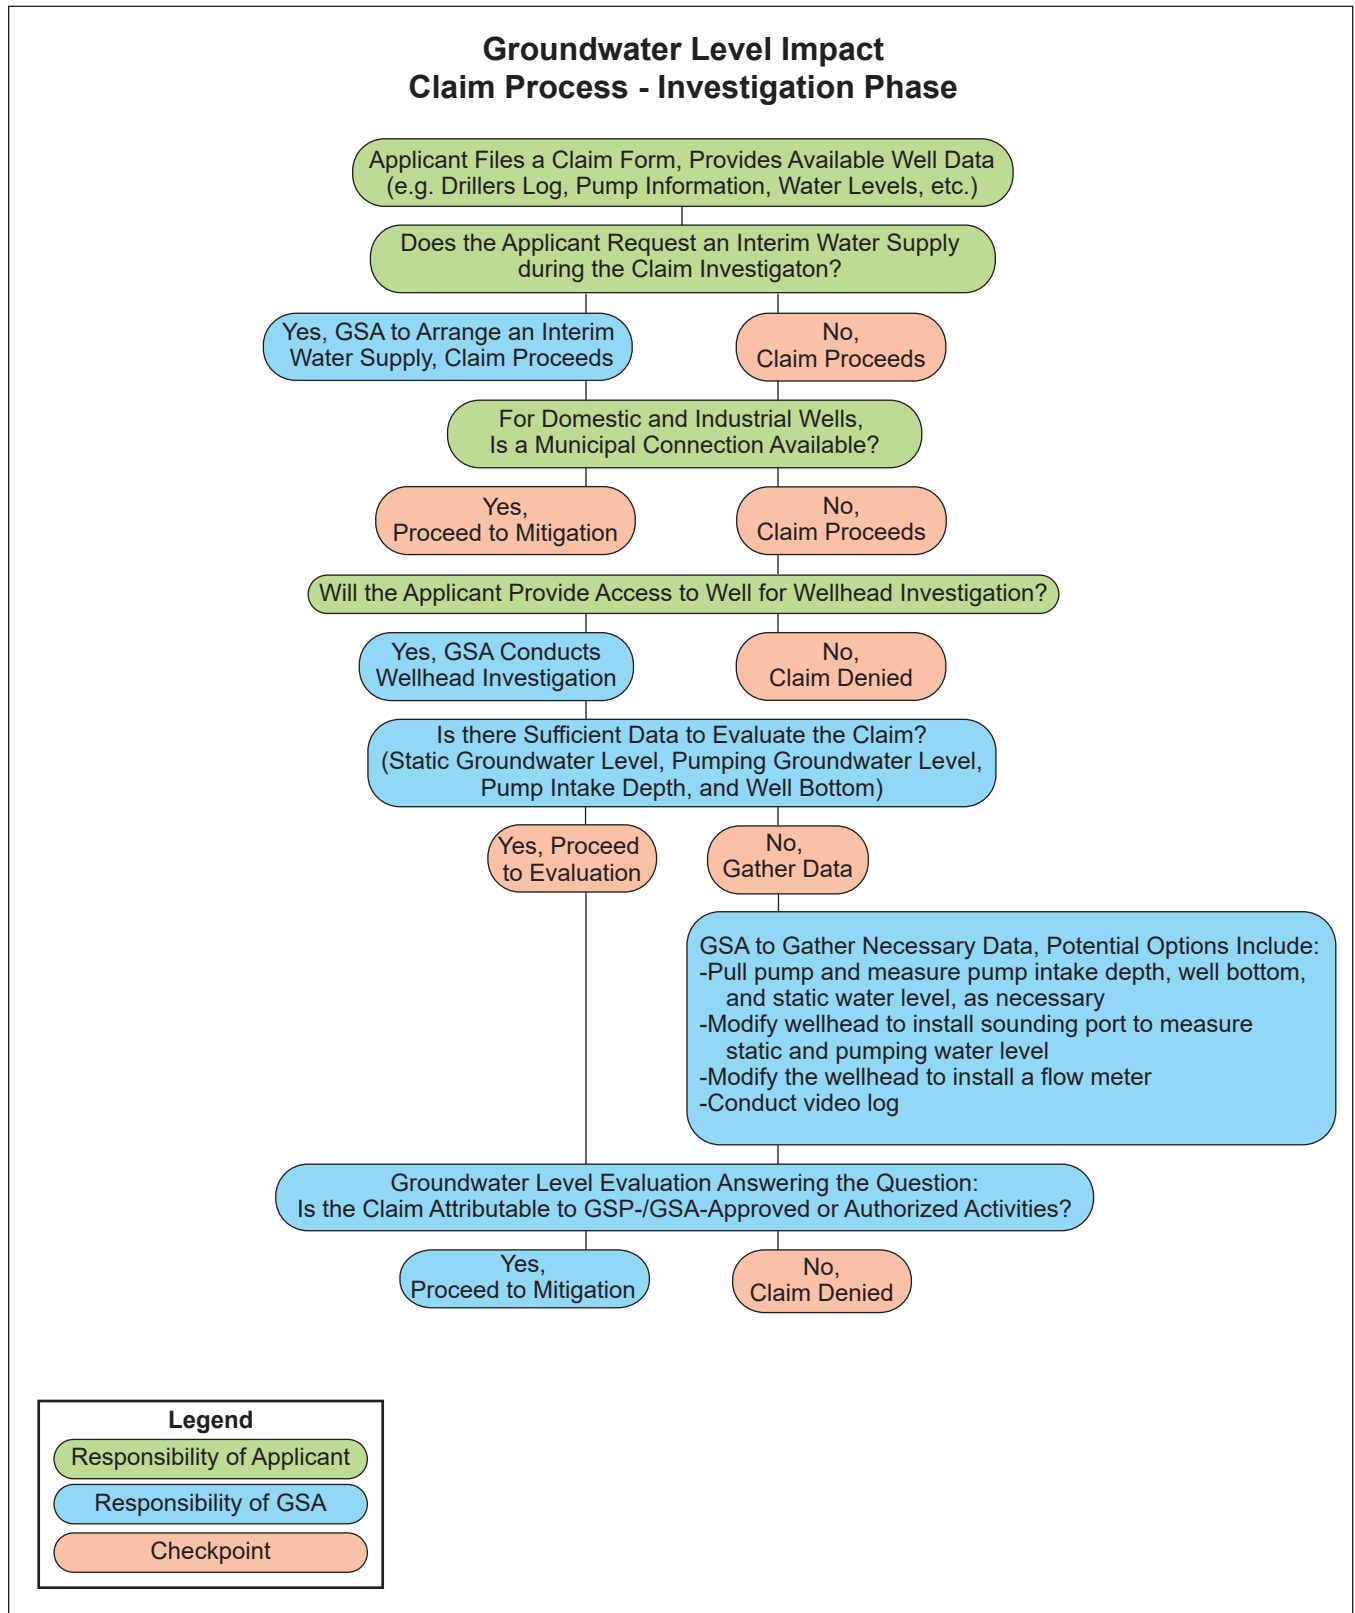 Groundwater Level Impact
Claim Process - Investigation Phase
Applicant Files a Claim Form, Provides Available Well Data
(e.g. Drillers Log, Pump Information, Water Levels, etc.)
Does the Applicant Request an Interim Water Supply
during the Claim Investigaton?
Yes, GSA to Arrange an Interim
Water Supply, Claim Proceeds
No,
Claim Proceeds
For Domestic and Industrial Wells,
Is a Municipal Connection Available?
Yes,
Proceed to Mitigation
No,
Claim Proceeds
Will the Applicant Provide Access to Well for Wellhead Investigation?
Yes, GSA Conducts
Wellhead Investigation
No,
Claim Denied
Is there Sufficient Data to Evaluate the Claim?
(Static Groundwater Level, Pumping Groundwater Level,
Pump Intake Depth, and Well Bottom)
Yes, Proceed
to Evaluation
No,
Gather Data
GSA to Gather Necessary Data, Potential Options Include:
-Pull pump and measure pump intake depth, well bottom,
and static water level, as necessary
-Modify wellhead to install sounding port to measure
static and pumping water level
-Modify the wellhead to install a flow meter
-Conduct video log
Groundwater Level Evaluation Answering the Question:
Is the Claim Attributable to GSP-/GSA-Approved or Authorized Activities?
Yes,
Proceed to Mitigation
No,
Claim Denied
Legend
Responsibility of Applicant
Responsibility of GSA
Checkpoint